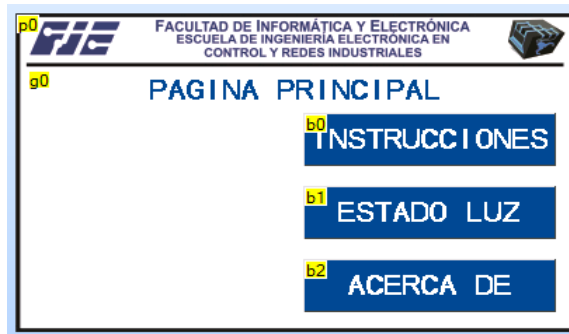 p0
FIE
FACULTAD DE INFORMÁTICA Y ELECTRÓNICA
ESCUELA DE INGENIERÍA ELECTRÓNICA EN
CONTROL Y REDES INDUSTRIALES
g0
PAGINA PRINCIPAL
b0
INSTRUCCIONES
b1
ESTADO LUZ
b2
ACERCA DE